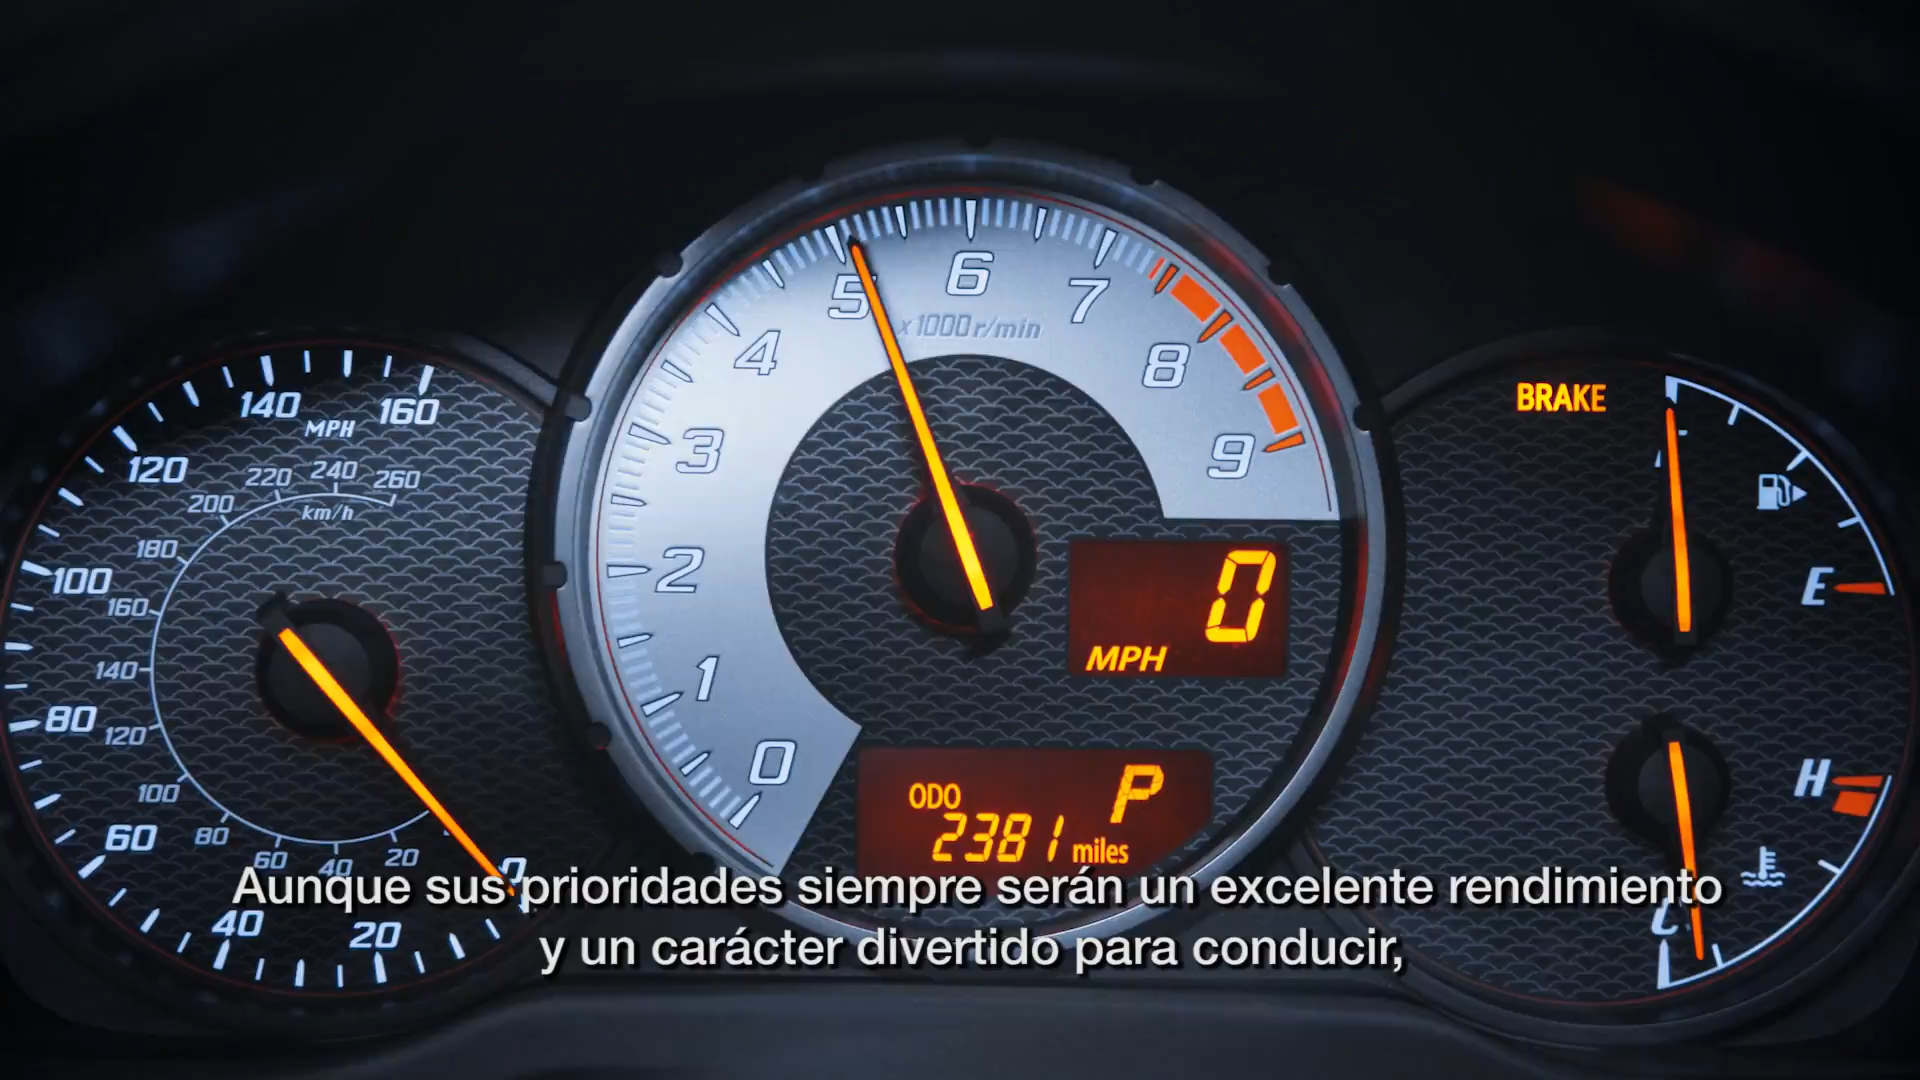 140
160
MPH
120
220
240
260
200
km/h
180
100
160
140
80
120
100
60
80
60
40
20
0
40
20
5
6
7
x1000 r/min
4
8
3
9
2
1
0
0
MPH
P
ODO
2381 miles
BRAKE
E
H
C
Aunque sus prioridades siempre serán un excelente rendimiento
y un carácter divertido para conducir,